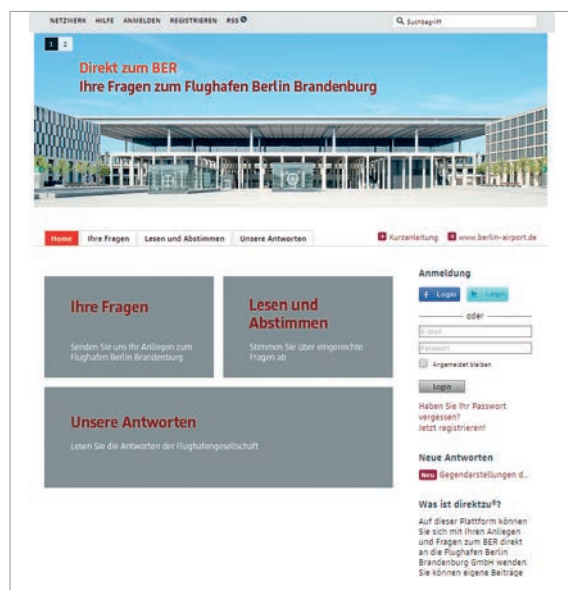 NETZWERK HILFE ANMELDEN REGISTRIEREN RSS
Suchbegriff
1 2
Direkt zum BER
Ihre Fragen zum Flughafen Berlin Brandenburg
Home Ihre Fragen Lesen und Abstimmen Unsere Antworten
Kurzanleitung www.berlin-airport.de
Ihre Fragen
Senden Sie uns Ihr Anliegen zum
Flughafen Berlin Brandenburg
Lesen und
Abstimmen
Stimmen Sie über eingereichte
Fragen ab
Unsere Antworten
Lesen Sie die Antworten der Flughafengesellschaft
Anmeldung
Login Login
oder
E-Mail
Passwort
Angemeldet bleiben
Login
Haben Sie Ihr Passwort
vergessen?
Jetzt registrieren!
Neue Antworten
Neu Gegendarstellungen d...
Was ist direktzu®?
Auf dieser Plattform können
Sie sich mit Ihren Anliegen
und Fragen zum BER direkt
an die Flughafen Berlin
Brandenburg GmbH wenden.
Sie können eigene Beiträge